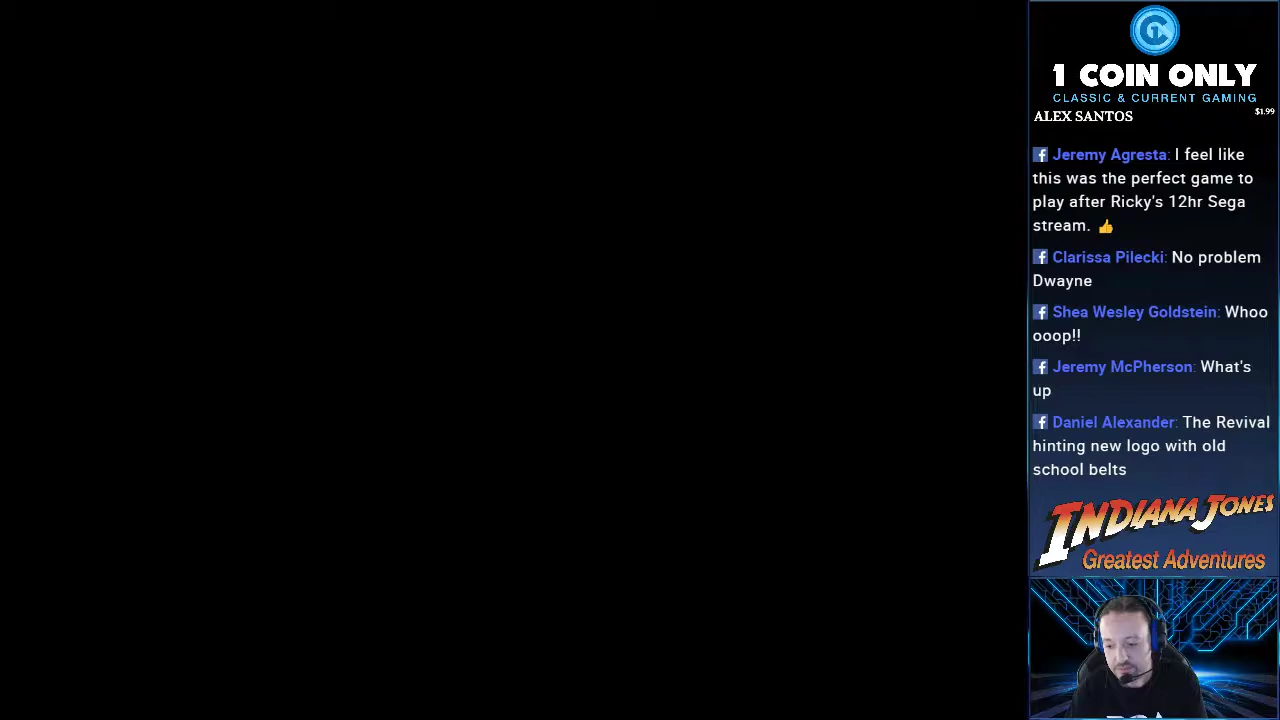 1 COIN ONLY
CLASSIC & CURRENT GAMING
ALEX SANTOS $1.99
Jeremy Agresta: I feel like
this was the perfect game to
play after Ricky's 12hr Sega
stream. 👍
Clarissa Pilecki: No problem
Dwayne
Shea Wesley Goldstein: Whoo
ooop!!
Jeremy McPherson: What's
up
Daniel Alexander: The Revival
hinting new logo with old
school belts
INDIANA JONES
Greatest Adventures